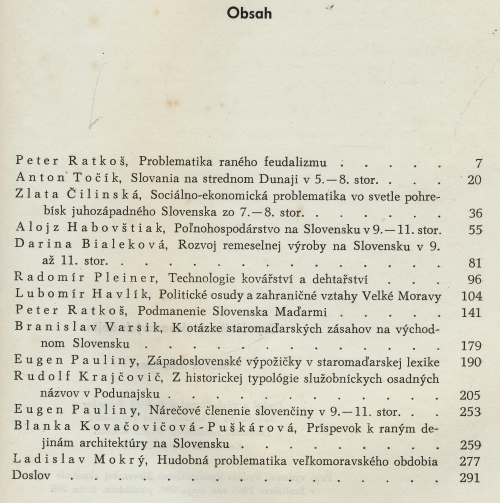 Obsah
Peter Ratkoš, Problematika raného feudalizmu . . . . . 7
Anton Točík, Slovania na strednom Dunaji v 5.—8. stor. . . . 20
Zlata Čilinská, Sociálno-ekonomická problematika vo svetle pohre-
bísk juhozápadného Slovenska zo 7.—8. stor. . . . . . . 36
Alojz Habovštiak, Poľnohospodárstvo na Slovensku v 9.—11. stor. 55
Darina Bialeková, Rozvoj remeselnej výroby na Slovensku v 9.
až 11. stor. . . . . . . . . . . . . . . 81
Radomír Pleiner, Technologie kovářství a dehtařství . . . 96
Lubomír Havlík, Politické osudy a zahraničné vztahy Velké Moravy 104
Peter Ratkoš, Podmanenie Slovenska Maďarmi . . . . . 141
Branislav Varsik, K otázke staromaďarských zásahov na východ-
nom Slovensku . . . . . . . . . . . . . 179
Eugen Pauliny, Západoslovenské výpožičky v staromaďarskej lexike 190
Rudolf Krajčovič, Z historickej typológie služobníckych osadných
názvov v Podunajsku . . . . . . . . . . . 205
Eugen Pauliny, Nárečové členenie slovenčiny v 9.—11. stor. . . 253
Blanka Kovačovičová-Puškárová, Príspevok k raným de-
jinám architektúry na Slovensku . . . . . . . . 259
Ladislav Mokrý, Hudobná problematika veľkomoravského obdobia 277
Doslov . . . . . . . . . . . . . . . . 291